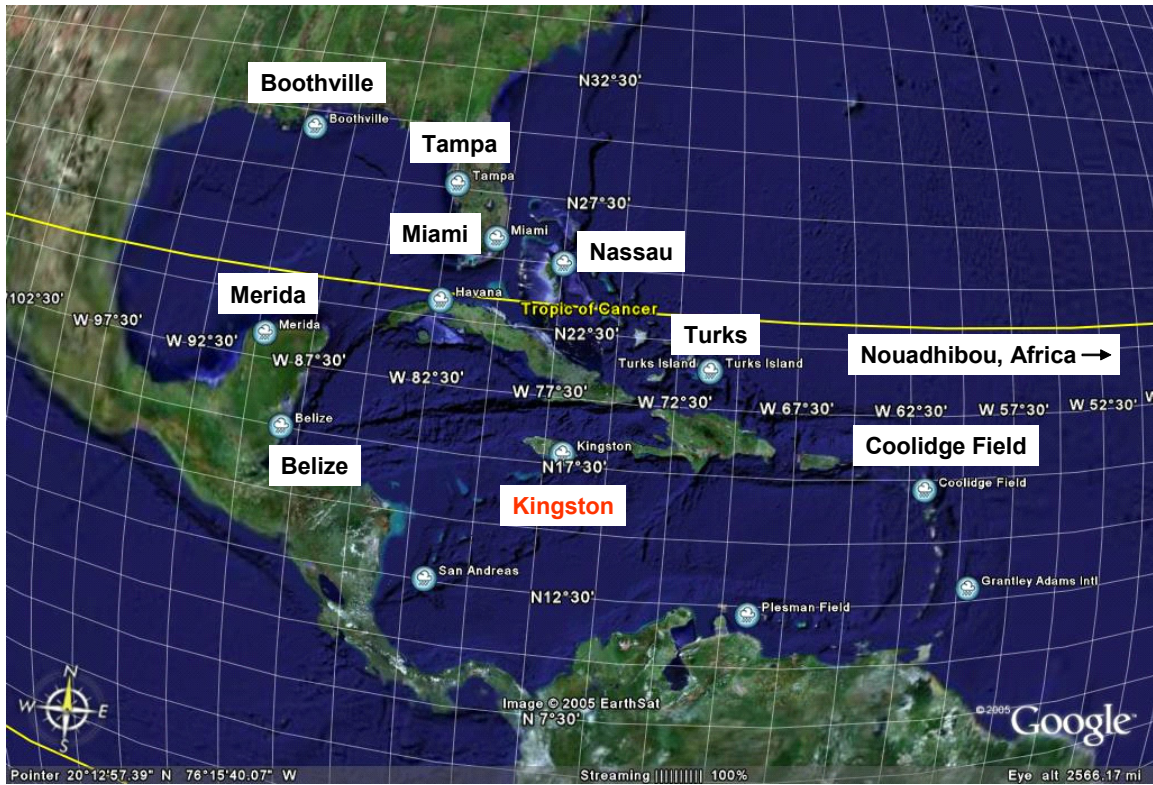 N32°30'
Boothville
Boothville
Tampa
Tampa
N27°30'
Miami
Miami
Nassau
Merida
Merida
Havana
Tropic of Cancer
/102°30'
W 97°30'
W 92°30'
W 87°30'
N22°30'
Turks
Turks Island
Turks Island
Nouadhibou, Africa →
W 82°30'
W 77°30'
W 72°30'
W 67°30'
W 62°30'
W 57°30'
W 52°30'
W
Belize
Belize
Kingston
N17°30'
Kingston
Coolidge Field
Coolidge Field
San Andreas
N12°30'
Plesman Field
Grantley Adams Intl
Image © 2005 EarthSat
N 7°30'
N
W
E
S
©2005 Google™
Pointer 20°12'57.39" N 76°15'40.07" W
Streaming |||||||||| 100%
Eye alt 2566.17 mi